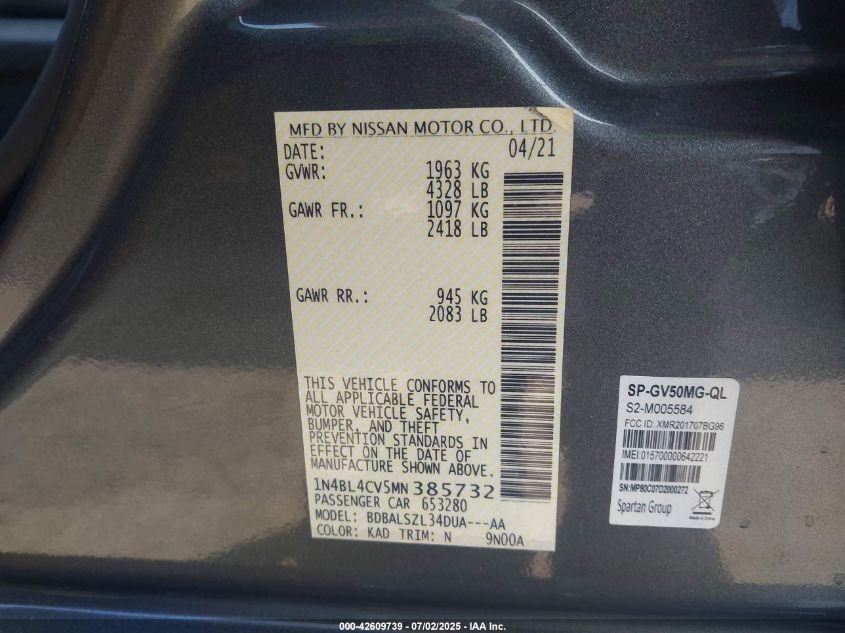 MFD BY NISSAN MOTOR CO., LTD.
DATE: 04/21
GVWR: 1963 KG
4328 LB
GAWR FR.: 1097 KG
2418 LB
GAWR RR.: 945 KG
2083 LB
THIS VEHICLE CONFORMS TO
ALL APPLICABLE FEDERAL
MOTOR VEHICLE SAFETY,
BUMPER, AND THEFT
PREVENTION STANDARDS IN
EFFECT ON THE DATE OF
MANUFACTURE SHOWN ABOVE.
1N4BL4CV5MN385732
PASSENGER CAR 653280
MODEL: BDBALSZL34DUA---AA
COLOR: KAD TRIM: N 9N00A
SP-GV50MG-QL
S2-M005584
FCC ID: XMR201707BG96
IMEI:015700000642221
SN:MP80C07D2000272
Spartan Group
000-42609739 - 07/02/2025 - IAA Inc.